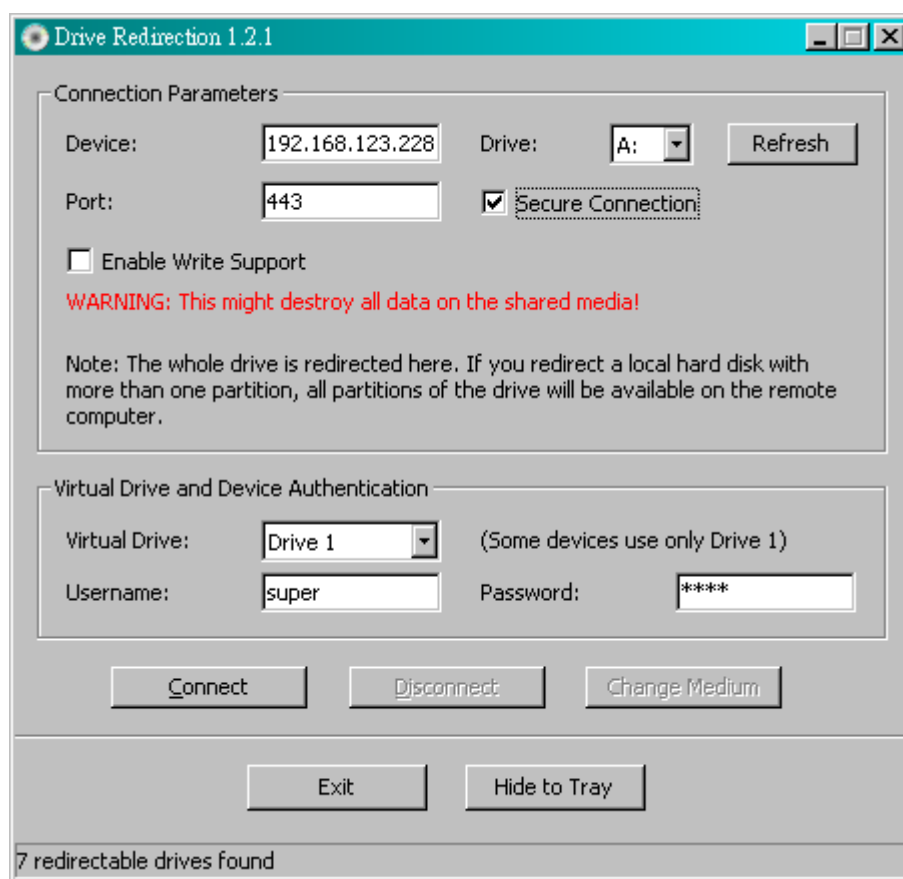 Drive Redirection 1.2.1
Connection Parameters
Device: 192.168.123.228 Drive: A: Refresh
Port: 443 Secure Connection
Enable Write Support
WARNING: This might destroy all data on the shared media!
Note: The whole drive is redirected here. If you redirect a local hard disk with
more than one partition, all partitions of the drive will be available on the remote
computer.
Virtual Drive and Device Authentication
Virtual Drive: Drive 1 (Some devices use only Drive 1)
Username: super Password: ****
Connect Disconnect Change Medium
Exit Hide to Tray
7 redirectable drives found